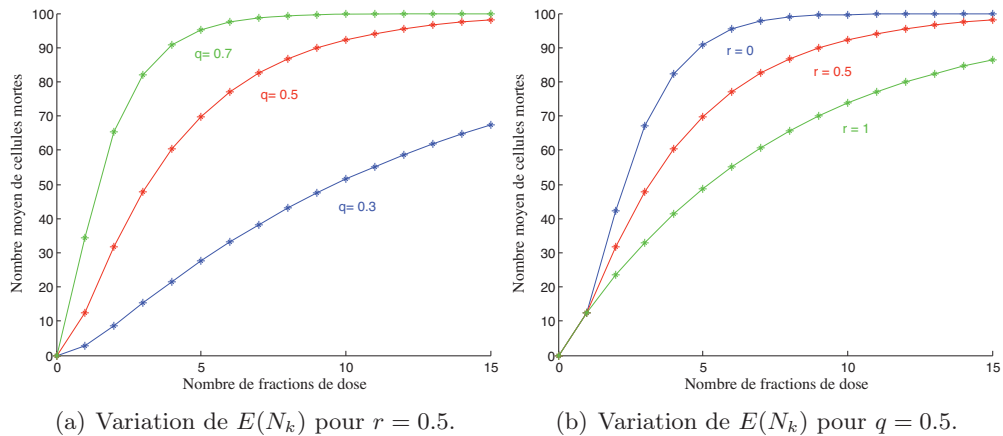 Nombre moyen de cellules mortes
100
90
80
70
60
50
40
30
20
10
0
q= 0.7
q= 0.5
q= 0.3
0 5 10 15
Nombre de fractions de dose
(a) Variation de E(N_k) pour r = 0.5.
Nombre moyen de cellules mortes
100
90
80
70
60
50
40
30
20
10
0
r = 0
r = 0.5
r = 1
0 5 10 15
Nombre de fractions de dose
(b) Variation de E(N_k) pour q = 0.5.